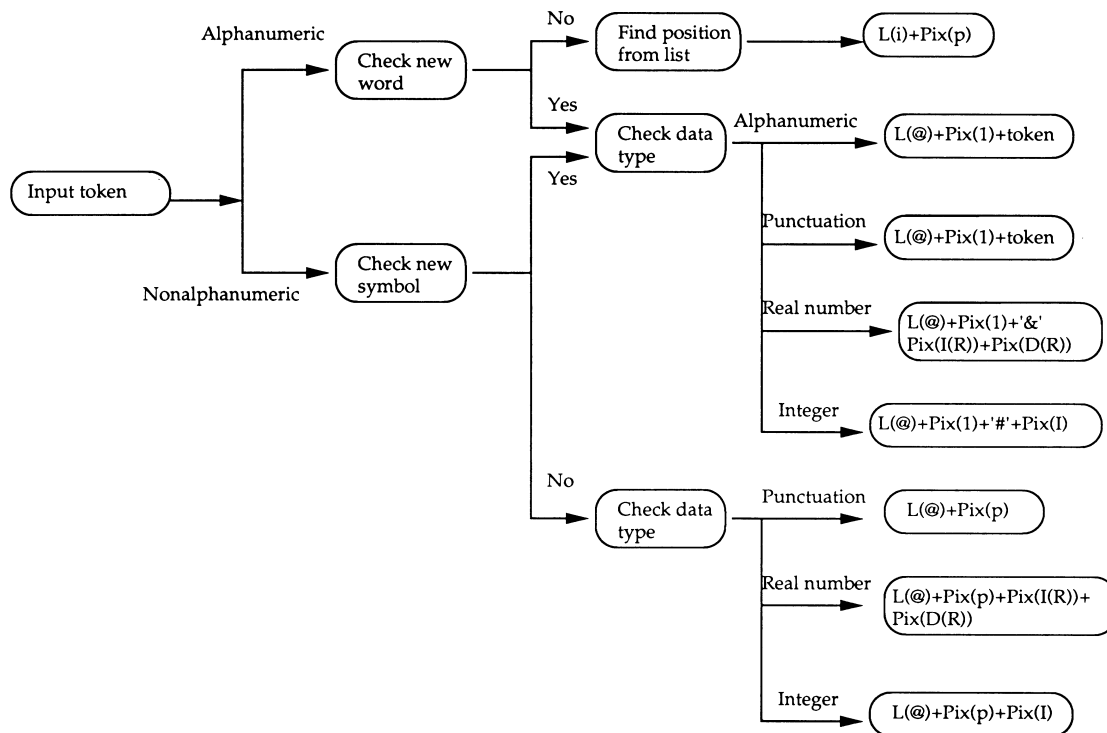 No
Alphanumeric
Find position
from list
L(i)+Pix(p)
Check new
word
Yes
Check data
type
Alphanumeric
L(@)+Pix(1)+token
Yes
Input token
Punctuation
L(@)+Pix(1)+token
Check new
symbol
Nonalphanumeric
Real number
L(@)+Pix(1)+'&'
Pix(I(R))+Pix(D(R))
Integer
L(@)+Pix(1)+'#'+Pix(I)
No
Check data
type
Punctuation
L(@)+Pix(p)
Real number
L(@)+Pix(p)+Pix(I(R))+
Pix(D(R))
Integer
L(@)+Pix(p)+Pix(I)